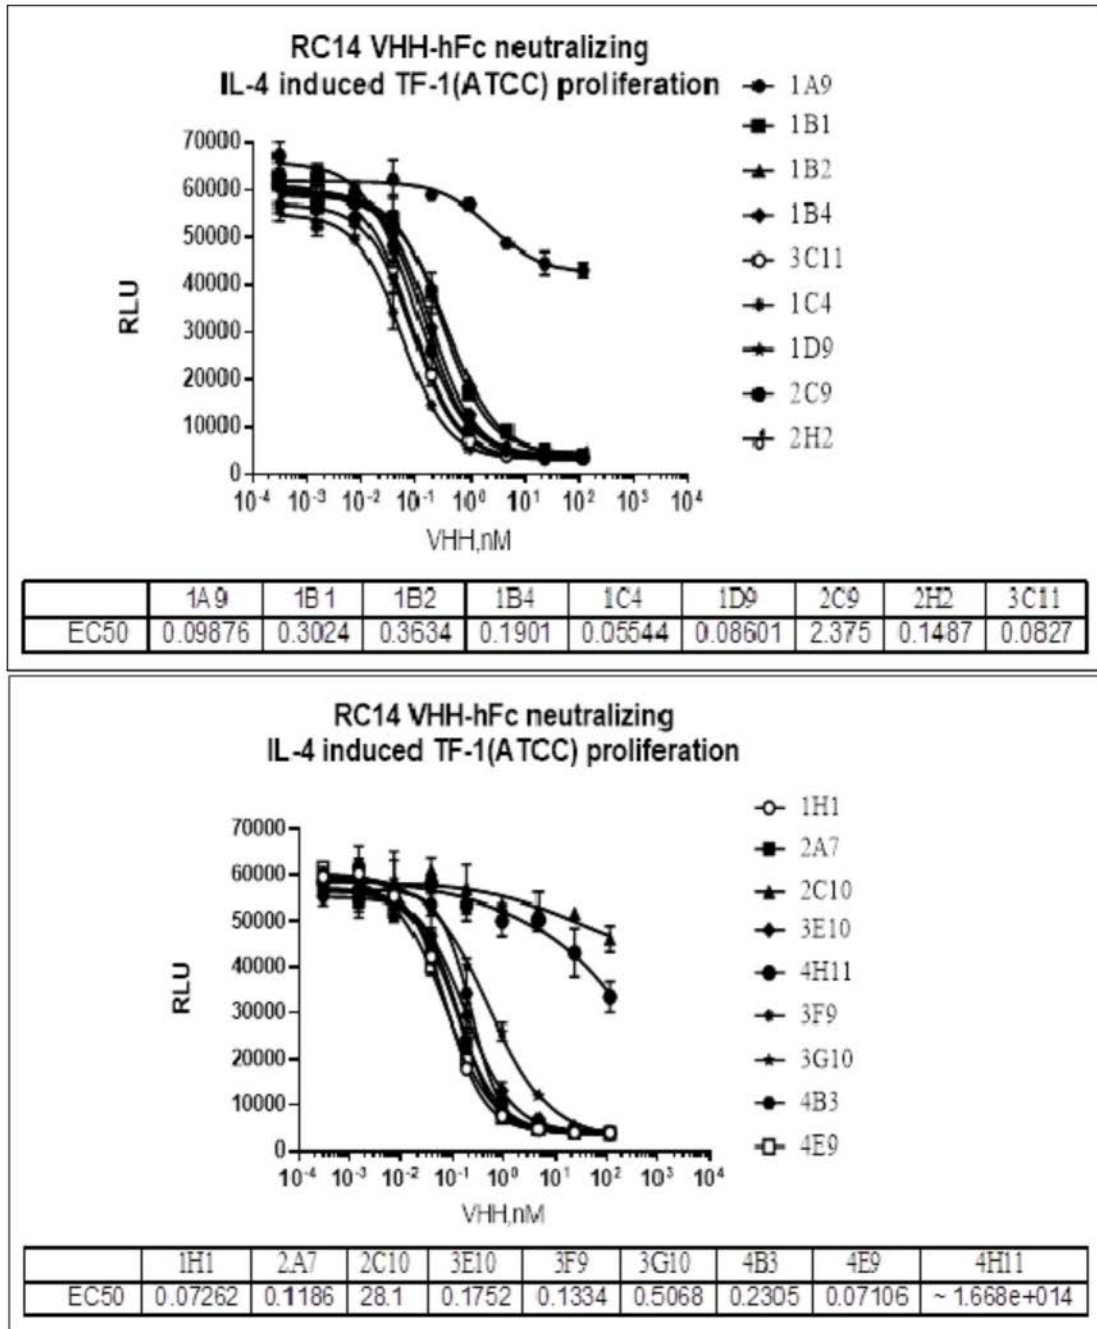 RC14 VHH-hFc neutralizing
IL-4 induced TF-1(ATCC) proliferation
1A9
1B1
1B2
1B4
3C11
1C4
1D9
2C9
2H2
RLU
70000
60000
50000
40000
30000
20000
10000
0
10-4 10-3 10-2 10-1 100 101 102 103 104
VHH,nM
1A9 1B1 1B2 1B4 1C4 1D9 2C9 2H2 3C11
EC50 0.09876 0.3024 0.3634 0.1901 0.05544 0.08601 2.375 0.1487 0.0827
RC14 VHH-hFc neutralizing
IL-4 induced TF-1(ATCC) proliferation
1H1
2A7
2C10
3E10
4H11
3F9
3G10
4B3
4E9
RLU
70000
60000
50000
40000
30000
20000
10000
0
10-4 10-3 10-2 10-1 100 101 102 103 104
VHH,nM
1H1 2A7 2C10 3E10 3F9 3G10 4B3 4E9 4H11
EC50 0.07262 0.1186 28.1 0.1752 0.1334 0.5068 0.2305 0.07106 ~ 1.668e+014